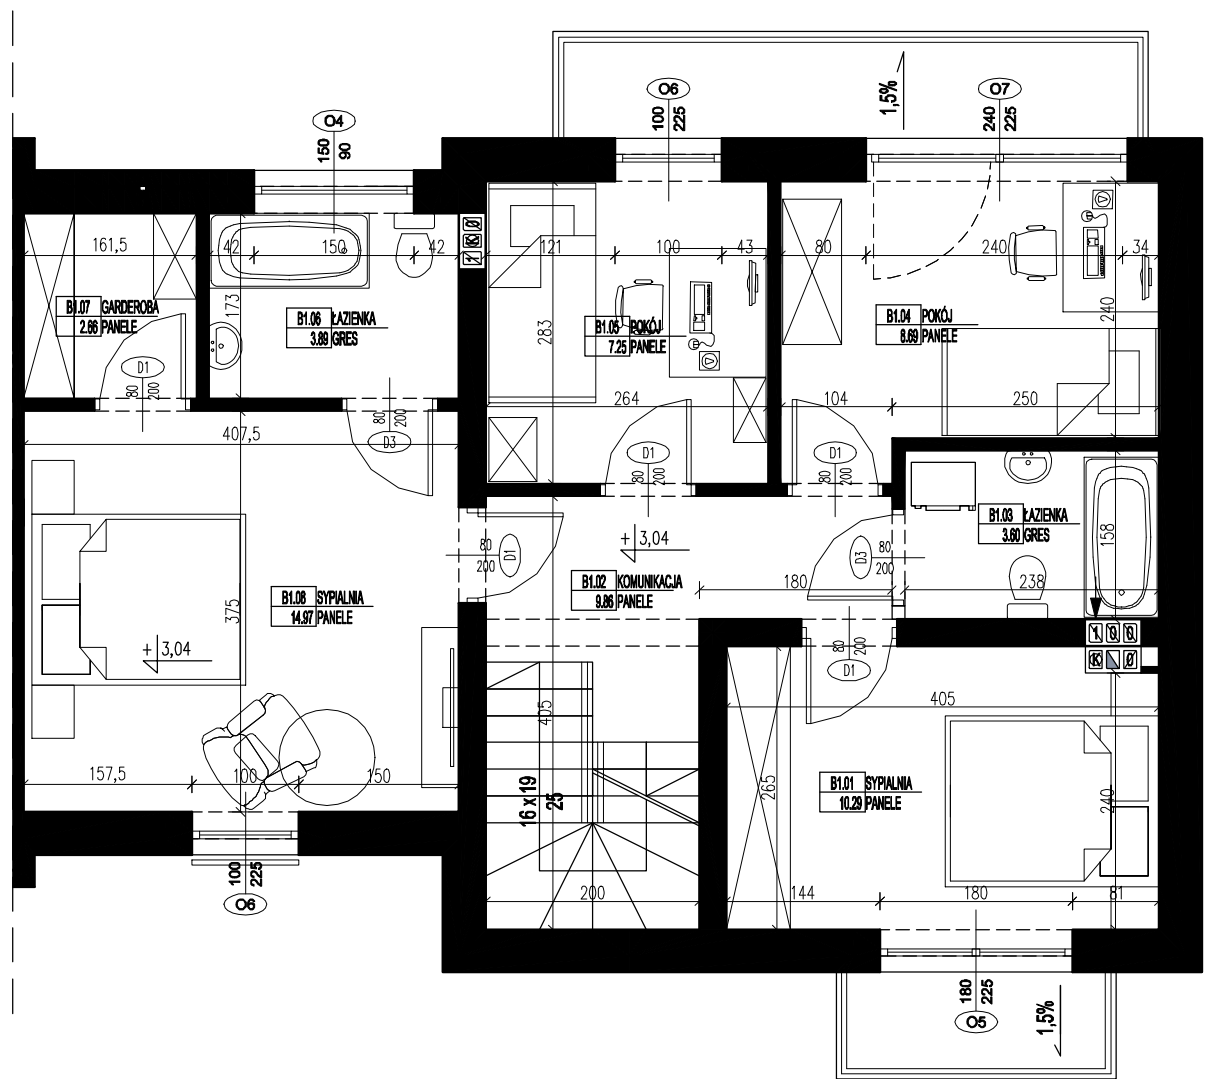 O4
150
90
O6
100
225
1,5%
O7
240
225
161,5
42
150
42
1
K
0
121
100
43
80
240
34
B1.07 GARDEROBA
2.86 PANELE
173
B1.06 ŁAZIENKA
3.89 GRES
283
B1.05 POKÓJ
7.25 PANELE
B1.04 POKÓJ
8.69 PANELE
240
D1
80
200
264
104
250
407,5
80
200
D3
D1
80
200
D1
80
200
B1.03 ŁAZIENKA
3.60 GRES
158
80
200
D1
+ 3,04
D3
80
200
B1.02 KOMUNIKACJA
9.86 PANELE
180
238
B1.08 SYPIALNIA
14.97 PANELE
375
+ 3,04
80
200
D1
1 0 0
K 0
405
405
157,5
100
150
16 x 19
25
265
B1.01 SYPIALNIA
10.29 PANELE
240
200
144
180
81
100
225
O6
180
225
O5
1,5%